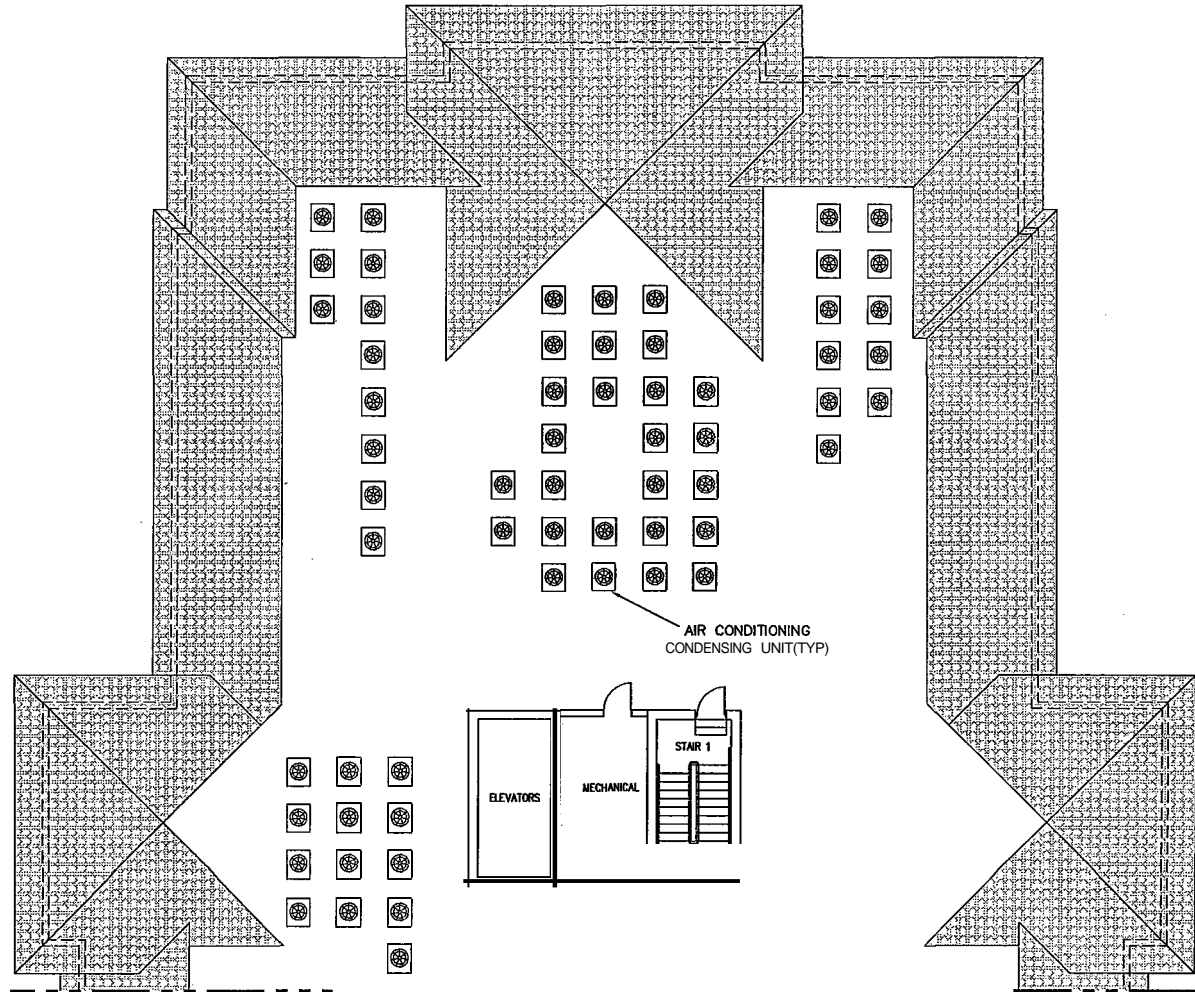 AIR CONDITIONING
CONDENSING UNIT(TYP)
STAIR 1
MECHANICAL
ELEVATORS